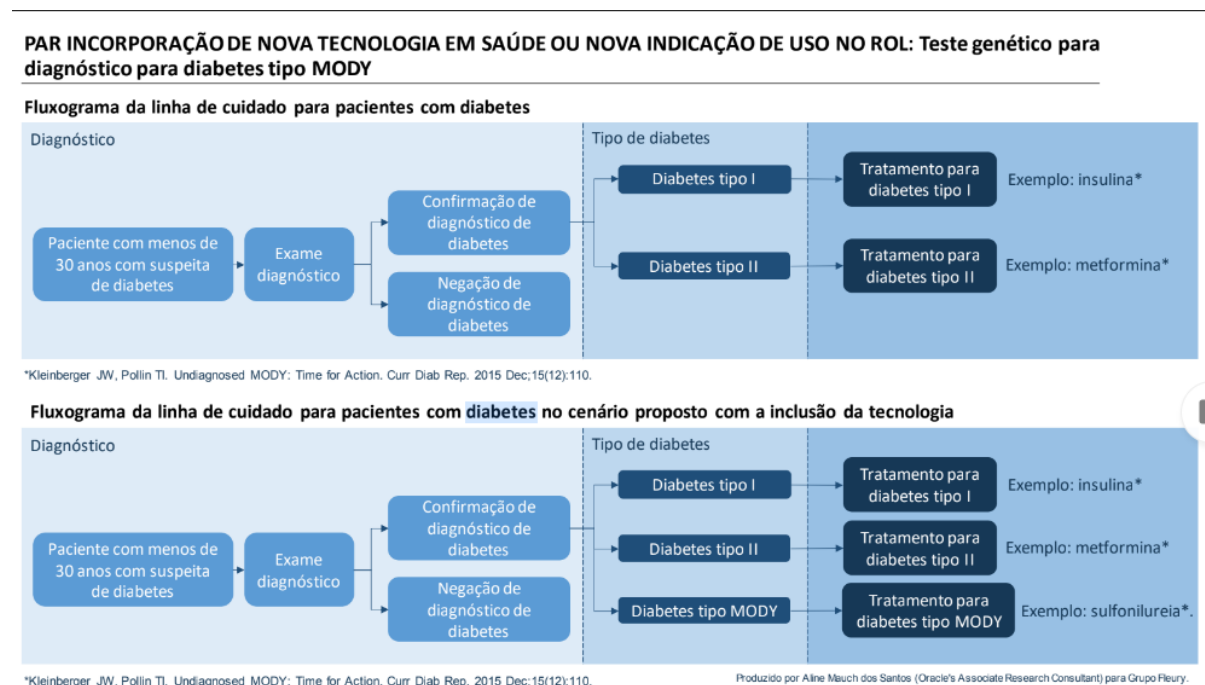 PAR INCORPORAÇÃO DE NOVA TECNOLOGIA EM SAÚDE OU NOVA INDICAÇÃO DE USO NO ROL: Teste genético para
diagnóstico para diabetes tipo MODY
Fluxograma da linha de cuidado para pacientes com diabetes
Diagnóstico
Tipo de diabetes
Paciente com menos de
30 anos com suspeita
de diabetes
Exame
diagnóstico
Confirmação de
diagnóstico de
diabetes
Negação de
diagnóstico de
diabetes
Diabetes tipo I
Diabetes tipo II
Tratamento para
diabetes tipo I
Exemplo: insulina*
Tratamento para
diabetes tipo II
Exemplo: metformina*
*Kleinberger JW, Pollin TI. Undiagnosed MODY: Time for Action. Curr Diab Rep. 2015 Dec;15(12):110.
Fluxograma da linha de cuidado para pacientes com diabetes no cenário proposto com a inclusão da tecnologia
Diagnóstico
Tipo de diabetes
Paciente com menos de
30 anos com suspeita
de diabetes
Exame
diagnóstico
Confirmação de
diagnóstico de
diabetes
Negação de
diagnóstico de
diabetes
Diabetes tipo I
Diabetes tipo II
Diabetes tipo MODY
Tratamento para
diabetes tipo I
Exemplo: insulina*
Tratamento para
diabetes tipo II
Exemplo: metformina*
Tratamento para
diabetes tipo MODY
Exemplo: sulfonilureia*.
*Kleinberger JW, Pollin TI. Undiagnosed MODY: Time for Action. Curr Diab Rep. 2015 Dec;15(12):110.
Produzido por Aline Mauch dos Santos (Oracle's Associate Research Consultant) para Grupo Fleury.